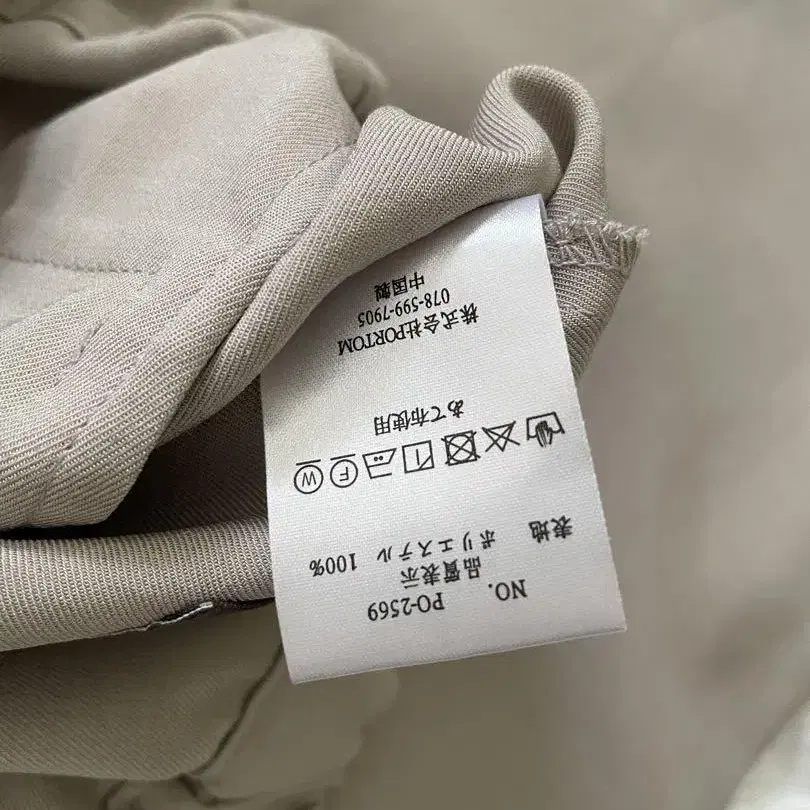 NO. PO-2569
品質表示
表地 ポリエステル 100%
F W
あて布使用
株式会社PORTOM
078-599-7905
中国製